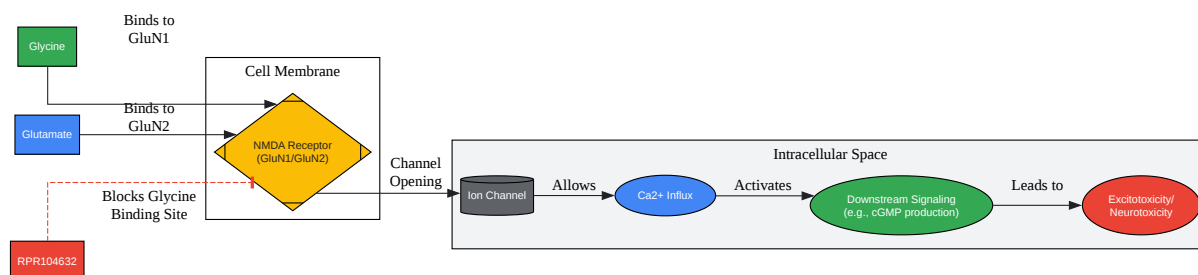 Binds to
GluN1
Glycine
Cell Membrane
Binds to
GluN2
Glutamate
NMDA Receptor
(GluN1/GluN2)
Channel
Opening
Blocks Glycine
Binding Site
RPR104632
Intracellular Space
Ion Channel
Allows
Ca2+ Influx
Activates
Downstream Signaling
(e.g., cGMP production)
Leads to
Excitotoxicity/
Neurotoxicity